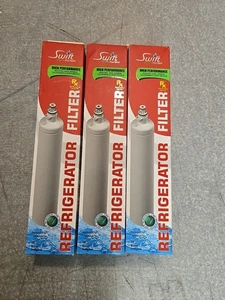 Swift
HIGH PERFORMANCE
REFRIGERATOR
FILTER
Swift
HIGH PERFORMANCE
REFRIGERATOR
FILTER
Swift
HIGH PERFORMANCE
REFRIGERATOR
FILTER